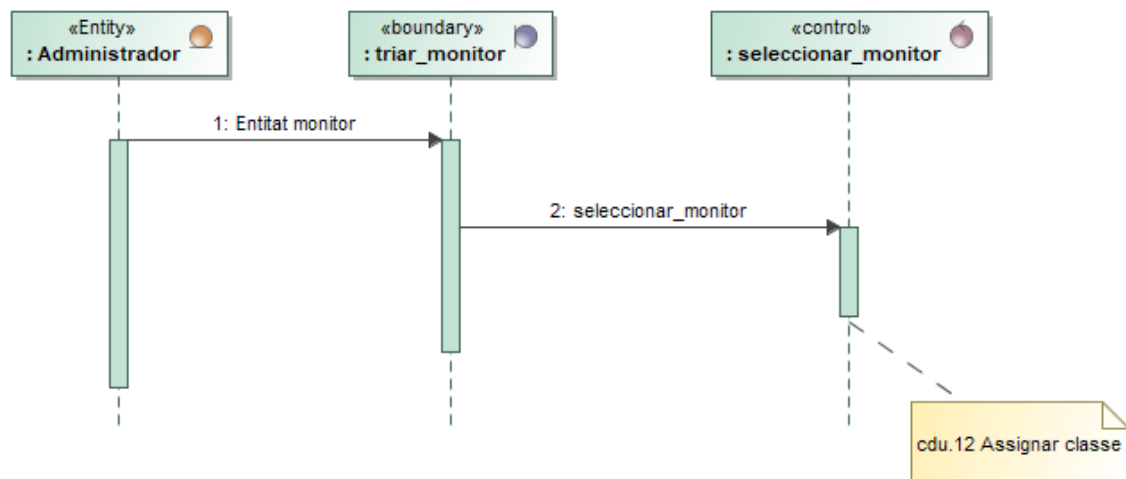 «Entity»
: Administrador
«boundary»
: triar_monitor
«control»
: seleccionar_monitor
1: Entitat monitor
2: seleccionar_monitor
cdu.12 Assignar classe